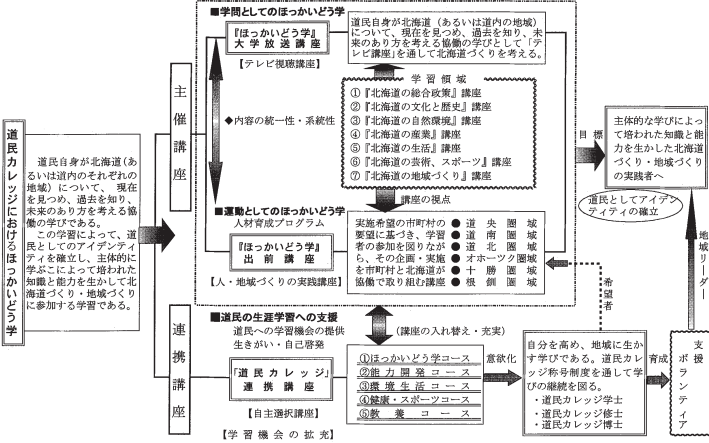 道民カレッジにおけるほっかいどう学
道民自身が北海道(あ
るいは道内のそれぞれの
地域)について、現在
を見つめ、過去を知り、
未来のあり方を考える協
働の学びである。
この学習によって、道
民としてのアイデンティ
ティを確立し、主体的に
学ぶこによって培われた
知識と能力を生かして北
海道づくり・地域づくり
に参加する学習である。
主催講座
■学問としてのほっかいどう学
『ほっかいどう学』
大学放送講座
【テレビ視聴講座】
道民自身が北海道(あるいは道内の地域)
について、現在を見つめ、過去を知り、未
来のあり方を考える協働の学びとして「テ
レビ講座」を通して北海道づくりを考える。
◆内容の統一性・系統性
学習領域
①『北海道の総合政策』講座
②『北海道の文化と歴史』講座
③『北海道の自然環境』講座
④『北海道の産業』講座
⑤『北海道の生活』講座
⑥『北海道の芸術、スポーツ』講座
⑦『北海道の地域づくり』講座
講座の視点
■運動としてのほっかいどう学
人材育成プログラム
『ほっかいどう学』
出前講座
【人・地域づくりの実践講座】
実施希望の市町村の
要望に基づき、学習
者の参加を図りなが
ら、その企画・実施
を市町村と北海道が
協働で取り組む講座
●道央圏域
●道南圏域
●道北圏域
●オホーツク圏域
●十勝圏域
●根釧圏域
目標
主体的な学びによっ
て培われた知識と能
力を生かした北海道
づくり・地域づくり
の実践者へ
道民としてアイデン
ティティの確立
地域リーダー
希望者
連携講座
■道民の生涯学習への支援
道民への学習機会の提供
生きがい・自己啓発
(講座の入れ替え・充実)
「道民カレッジ」
連携講座
【自主選択講座】
【学習機会の拡充】
①ほっかいどう学コース
②能力開発コース
③環境生活コース
④健康・スポーツコース
⑤教養コース
意欲化
自分を高め、地域に生か
す学びである。道民カレッ
ジ称号制度を通して学
びの継続を図る。
・道民カレッジ学士
・道民カレッジ修士
・道民カレッジ博士
育成
支援
ボランティア